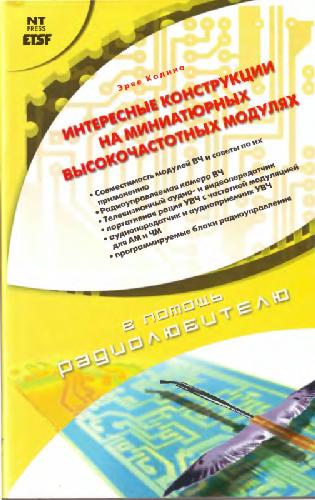 NT
PRESS
ETSF
Эрве Кадино
ИНТЕРЕСНЫЕ КОНСТРУКЦИИ
НА МИНИАТЮРНЫХ
ВЫСОКОЧАСТОТНЫХ МОДУЛЯХ
• Совместимость модулей ВЧ и советы по их
применению
• Радиоуправляемое номеро ВЧ
• Телевизионный аудио- и видеопередатчик
• портативная рация УВЧ с частотной модуляцией
• аудиопередатчик и аудиоприемник УВЧ
для АМ и ЧМ
• программируемые блоки радиоуправления
в помощь
радиолюбителю